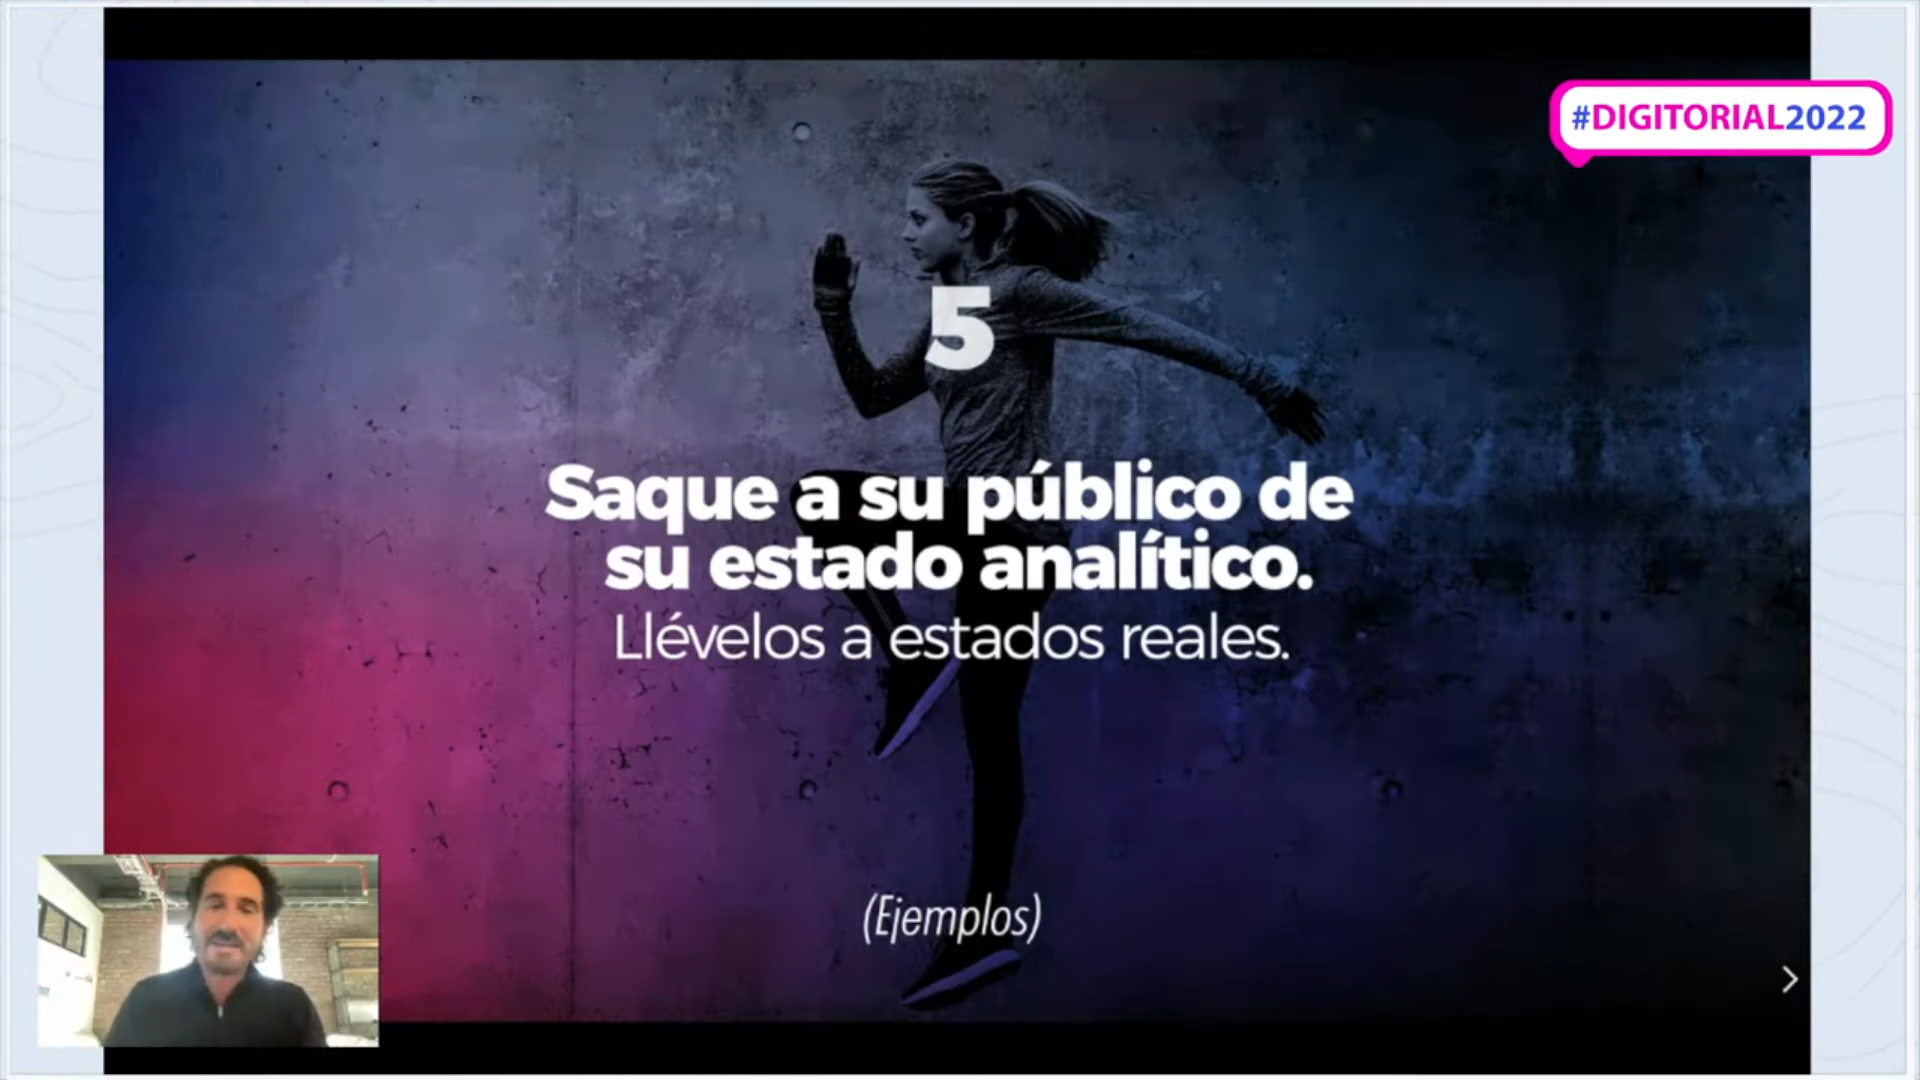 #DIGITORIAL2022
5
Saque a su público de
su estado analítico.
Llévelos a estados reales.
(Ejemplos)